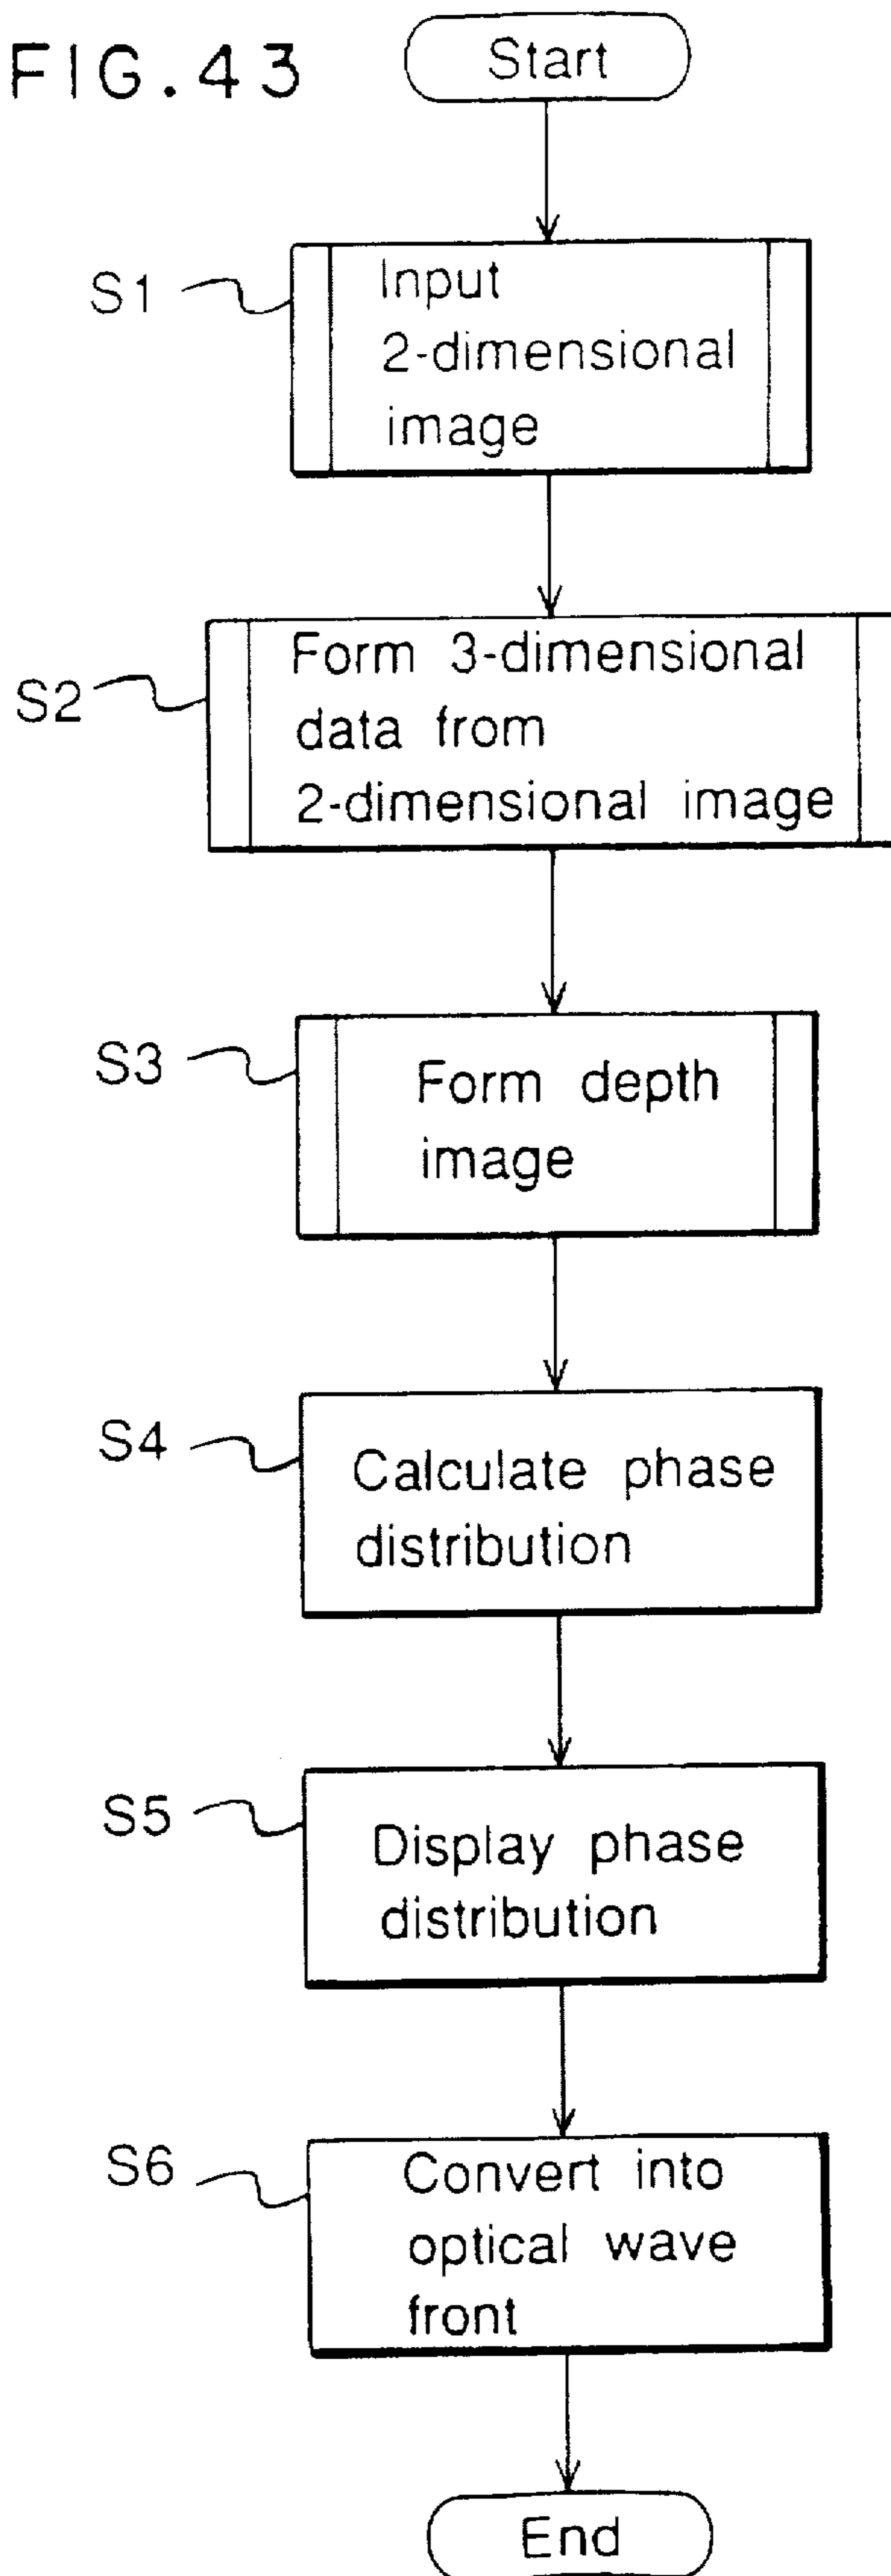 FIG.43
Start
S1
Input
2-dimensional
image
S2
Form 3-dimensional
data from
2-dimensional image
S3
Form depth
image
S4
Calculate phase
distribution
S5
Display phase
distribution
S6
Convert into
optical wave
front
End